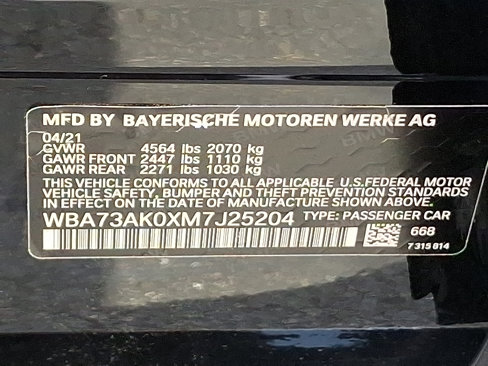 MFD BY BAYERISCHE MOTOREN WERKE AG
04/21
GVWR 4564 lbs 2070 kg
GAWR FRONT 2447 lbs 1110 kg
GAWR REAR 2271 lbs 1030 kg
THIS VEHICLE CONFORMS TO ALL APPLICABLE U.S.FEDERAL MOTOR
VEHICLE SAFETY, BUMPER AND THEFT PREVENTION STANDARDS
IN EFFECT ON THE DATE OF MANUFACTURE SHOWN ABOVE.
WBA73AK0XM7J25204 TYPE: PASSENGER CAR
668
7 315 814